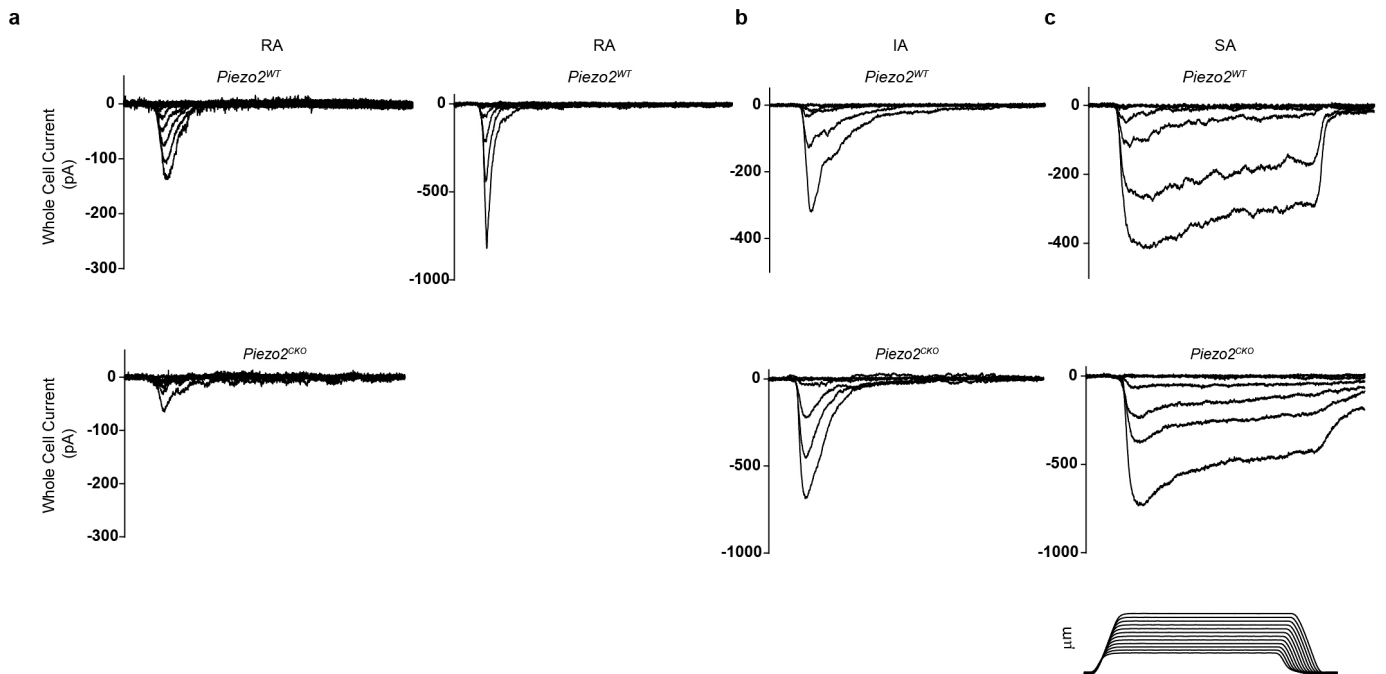 a
b
c
RA
RA
IA
SA
Piezo2WT
Piezo2WT
Piezo2WT
Piezo2WT
Whole Cell Current
(pA)
0
-100
-200
-300
0
-500
-1000
0
-200
-400
0
-200
-400
Piezo2CKO
Piezo2CKO
Piezo2CKO
Whole Cell Current
(pA)
0
-100
-200
-300
0
-500
-1000
0
-500
-1000
μm